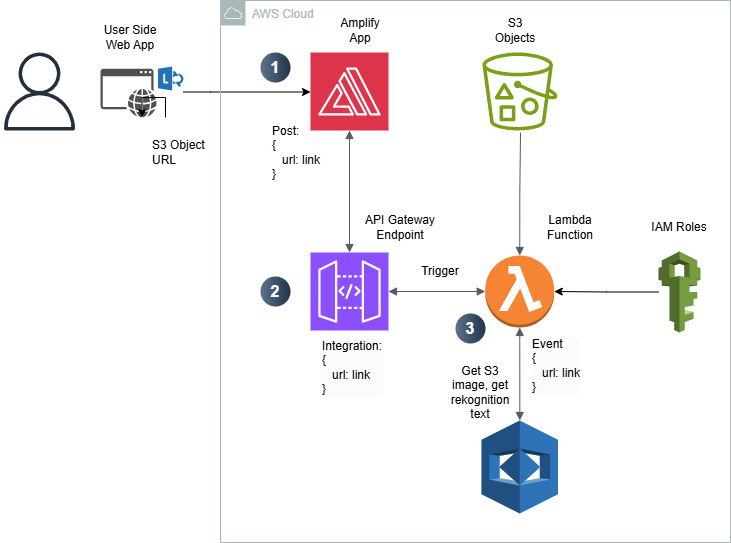 AWS Cloud
User Side
Web App
L
S3 Object
URL
1
Amplify
App
Post:
{
url: link
}
S3
Objects
API Gateway
Endpoint
2
</>
Integration:
{
url: link
}
Trigger
Lambda
Function
λ
3
IAM Roles
Event
{
url: link
}
Get S3
image, get
rekognition
text